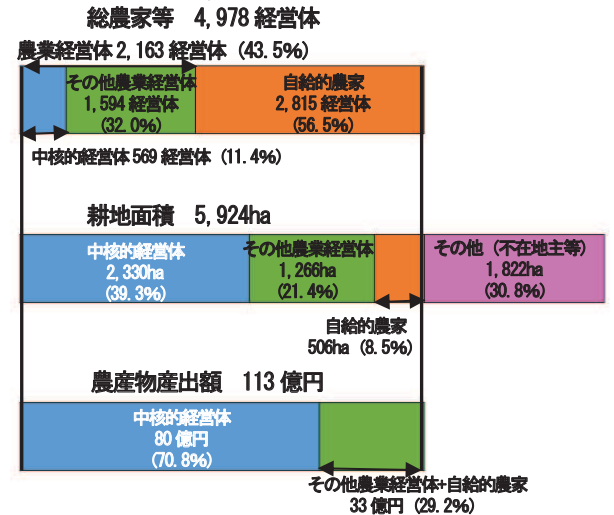 総農家等　4,978 経営体
農業経営体 2,163 経営体（43.5%）
その他農業経営体
1,594 経営体
(32.0%)
自給的農家
2,815 経営体
(56.5%)
中核的経営体 569 経営体（11.4%）
耕地面積　5,924ha
中核的経営体
2,330ha
(39.3%)
その他農業経営体
1,266ha
(21.4%)
その他（不在地主等）
1,822ha
(30.8%)
自給的農家
506ha（8.5%）
農産物産出額　113 億円
中核的経営体
80 億円
(70.8%)
その他農業経営体+自給的農家
33 億円（29.2%）